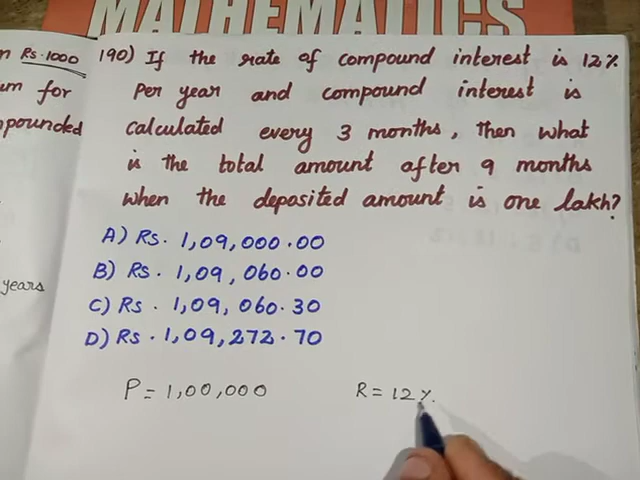 MATHEMATICS
Rs. 1000
um for
pounded
years
190) If the rate of compound interest is 12%
Per year and compound interest is
calculated every 3 months, then what
is the total amount after 9 months
when the deposited amount is one lakh?
A) Rs. 1,09,000.00
B) Rs. 1,09,060.00
C) Rs. 1,09,060.30
D) Rs. 1,09,272.70
P = 1,00,000 R = 12%.